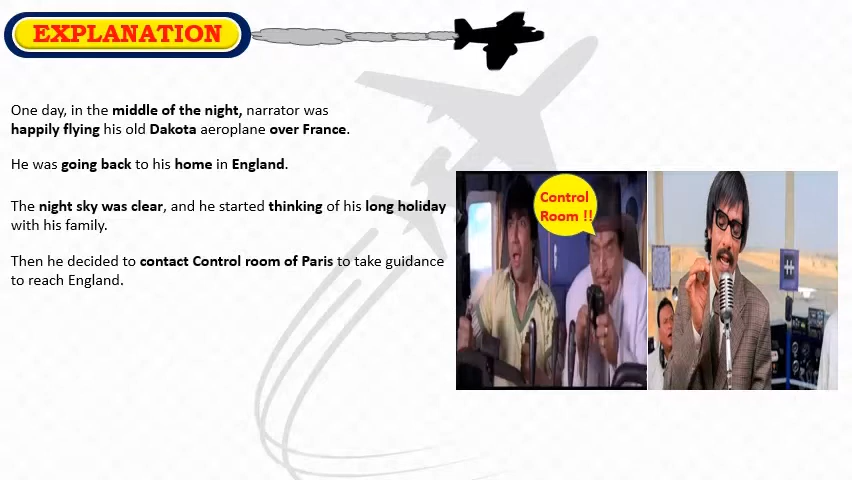 EXPLANATION
One day, in the middle of the night, narrator was
happily flying his old Dakota aeroplane over France.
He was going back to his home in England.
The night sky was clear, and he started thinking of his long holiday
with his family.
Then he decided to contact Control room of Paris to take guidance
to reach England.
Control
Room !!